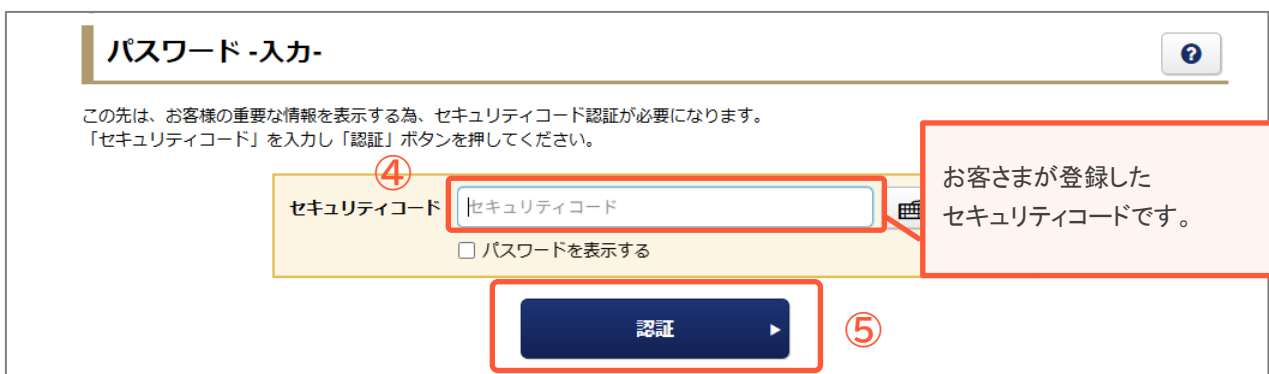 パスワード -入力-
?
この先は、お客様の重要な情報を表示する為、セキュリティコード認証が必要になります。
「セキュリティコード」を入力し「認証」ボタンを押してください。
④
セキュリティコード
セキュリティコード
お客さまが登録した
セキュリティコードです。
パスワードを表示する
認証
⑤